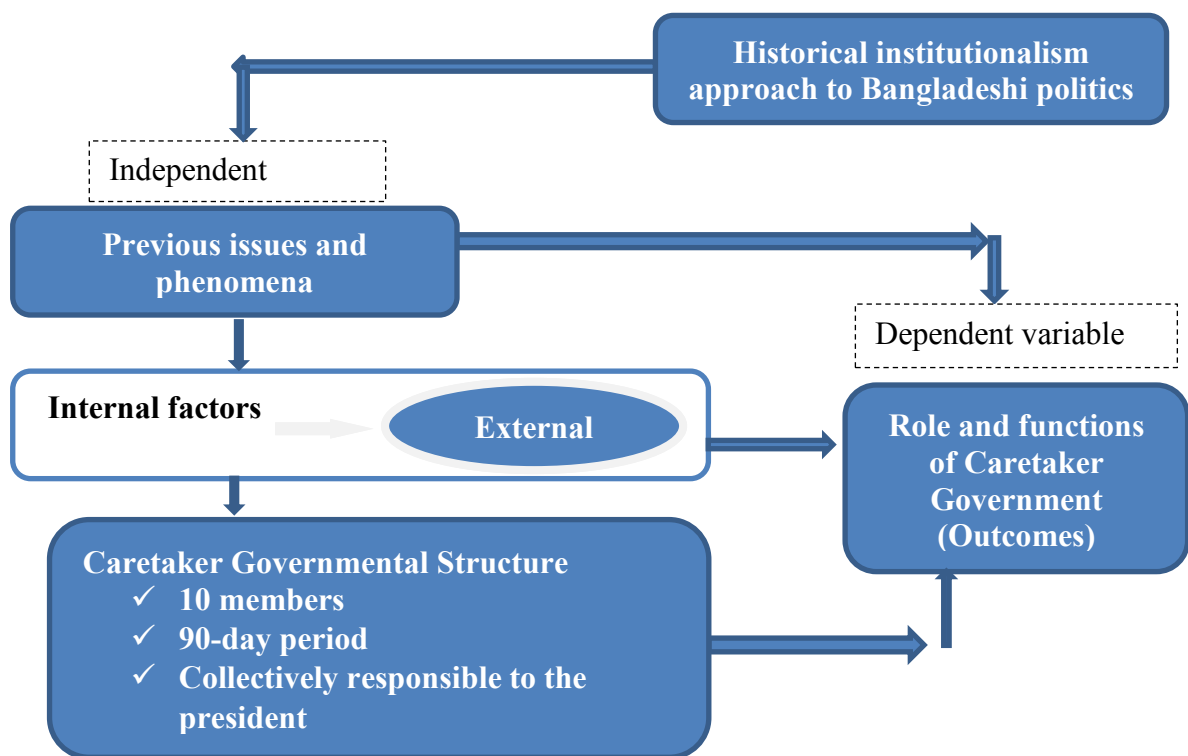 Historical institutionalism
approach to Bangladeshi politics
Independent
Previous issues and
phenomena
Dependent variable
Internal factors
External
Role and functions
of Caretaker
Government
(Outcomes)
Caretaker Governmental Structure
✓ 10 members
✓ 90-day period
✓ Collectively responsible to the
president